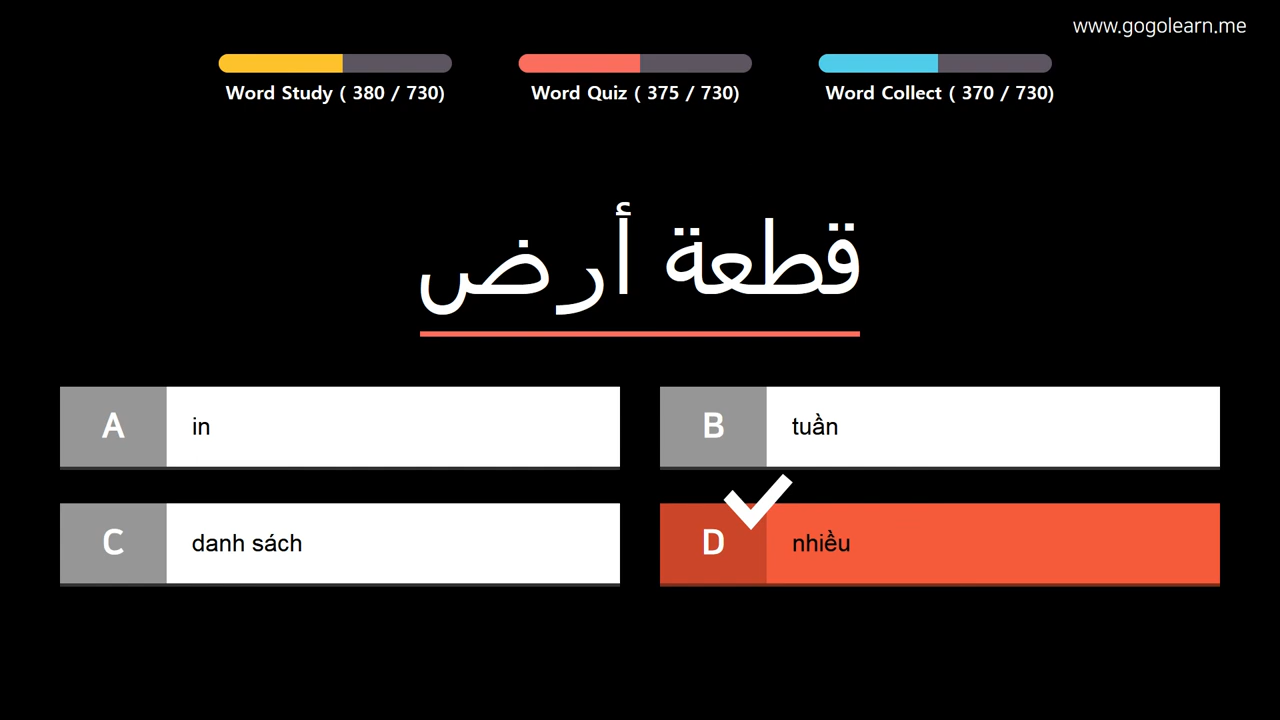 www.gogolearn.me
Word Study ( 380 / 730)
Word Quiz ( 375 / 730)
Word Collect ( 370 / 730)
قطعة أرض
A
in
B
tuần
C
danh sách
D
nhiều